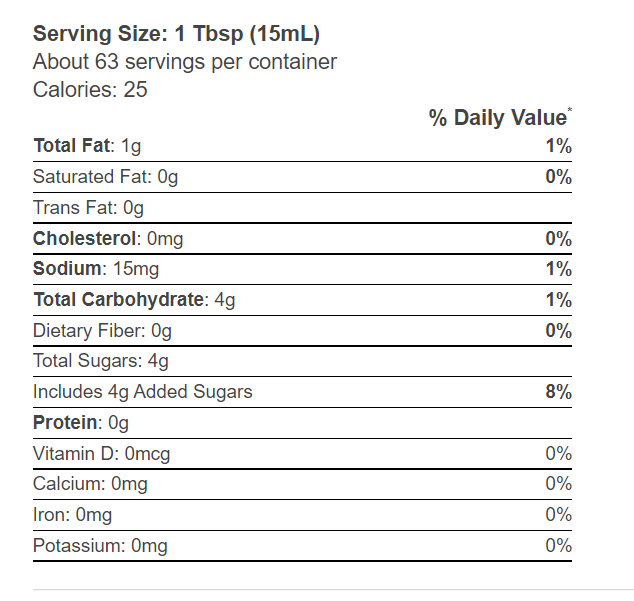 Serving Size: 1 Tbsp (15mL)
About 63 servings per container
Calories: 25
% Daily Value*
Total Fat: 1g 1%
Saturated Fat: 0g 0%
Trans Fat: 0g
Cholesterol: 0mg 0%
Sodium: 15mg 1%
Total Carbohydrate: 4g 1%
Dietary Fiber: 0g 0%
Total Sugars: 4g
Includes 4g Added Sugars 8%
Protein: 0g
Vitamin D: 0mcg 0%
Calcium: 0mg 0%
Iron: 0mg 0%
Potassium: 0mg 0%